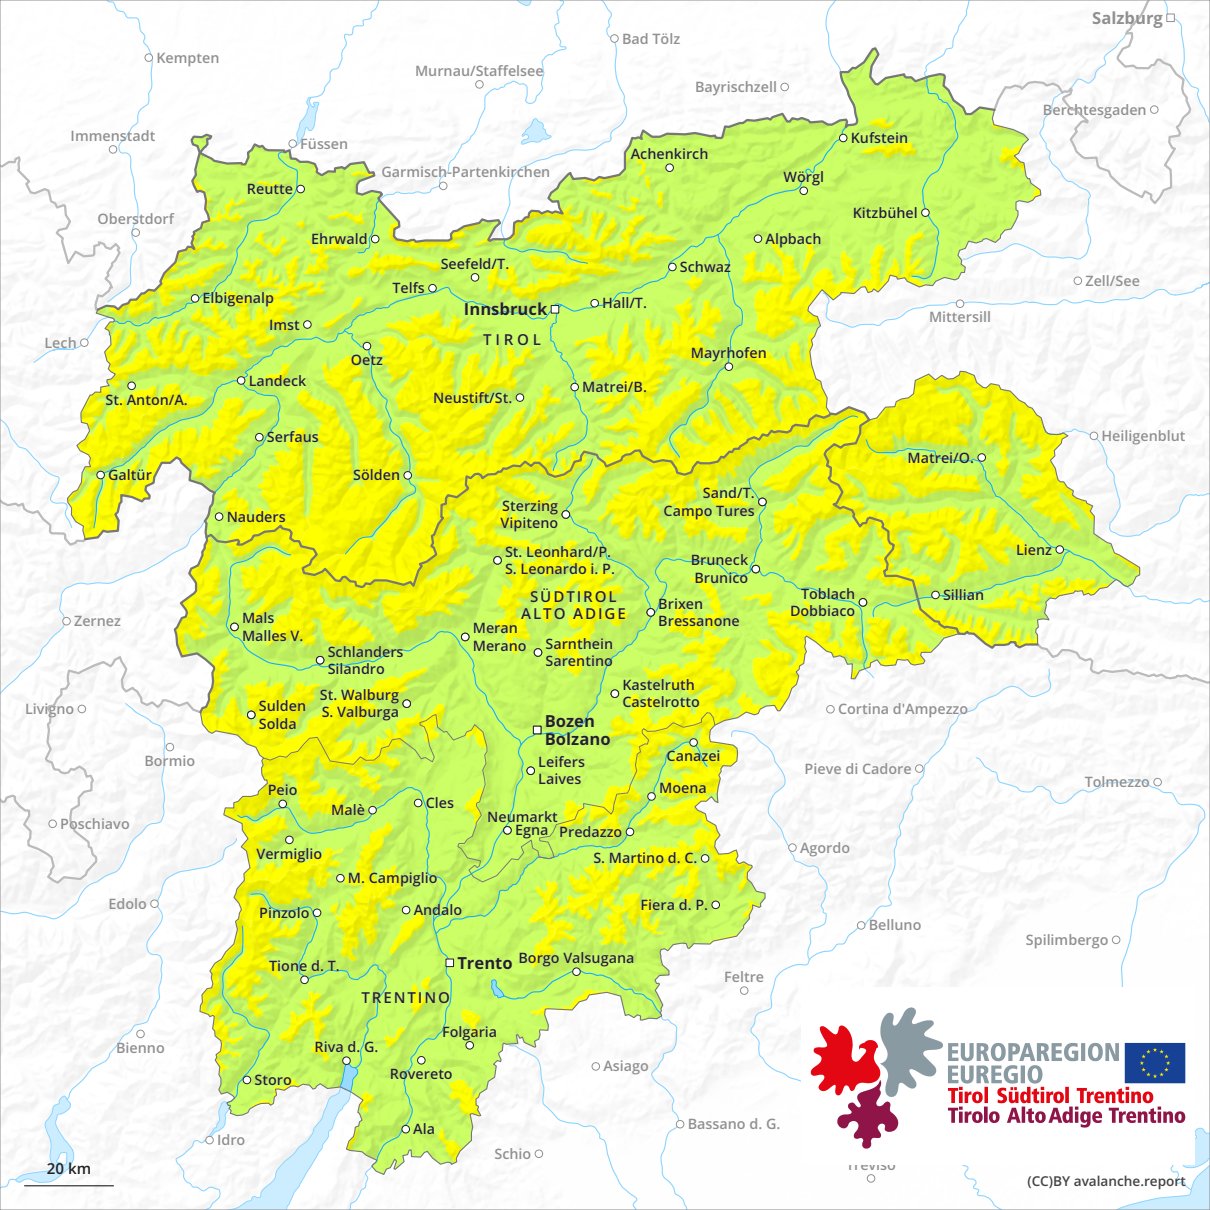 Salzburg
Bad Tölz
Kempten
Murnau/Staffelsee
Bayrischzell
Berchtesgaden
Immenstadt
Füssen
Kufstein
Achenkirch
Garmisch-Partenkirchen
Wörgl
Reutte
Oberstdorf
Kitzbühel
Ehrwald
Alpbach
Seefeld/T.
Schwaz
Zell/See
Telfs
Elbigenalp
Hall/T.
Innsbruck
Mittersill
Imst
TIROL
Lech
Mayrhofen
Oetz
Landeck
Matrei/B.
St. Anton/A.
Neustift/St.
Serfaus
Heiligenblut
Matrei/O.
Galtür
Sölden
Sand/T.
Campo Tures
Sterzing
Vipiteno
Nauders
Lienz
St. Leonhard/P.
S. Leonardo i. P.
Bruneck
Brunico
SÜDTIROL
ALTO ADIGE
Toblach
Dobbiaco
Sillian
Brixen
Bressanone
Zernez
Mals
Malles V.
Meran
Merano
Sarnthein
Sarentino
Schlanders
Silandro
Kastelruth
Castelrotto
St. Walburg
S. Valburga
Livigno
Sulden
Solda
Cortina d'Ampezzo
Bozen
Bolzano
Bormio
Canazei
Leifers
Laives
Pieve di Cadore
Tolmezzo
Peio
Moena
Malè
Cles
Neumarkt
Egna
Poschiavo
Predazzo
Vermiglio
Agordo
S. Martino d. C.
M. Campiglio
Edolo
Fiera d. P.
Pinzolo
Andalo
Belluno
Spilimbergo
Borgo Valsugana
Trento
Tione d. T.
Feltre
TRENTINO
Folgaria
Bienno
Riva d. G.
EUROPAREGION
EUREGIO
Asiago
Rovereto
Storo
Tirol Südtirol Trentino
Tirolo Alto Adige Trentino
Bassano d. G.
Ala
Idro
Schio
Treviso
20 km
(CC)BY avalanche.report